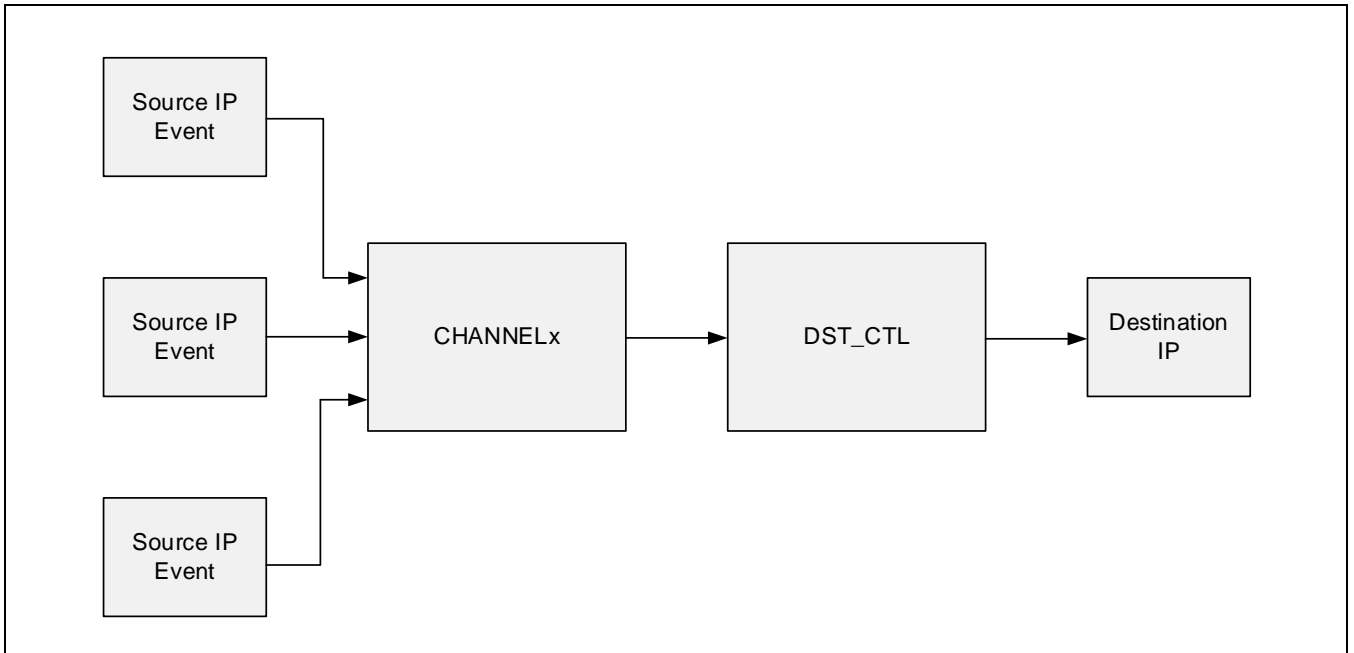 Source IP
Event
Source IP
Event
CHANNELx
DST_CTL
Destination
IP
Source IP
Event